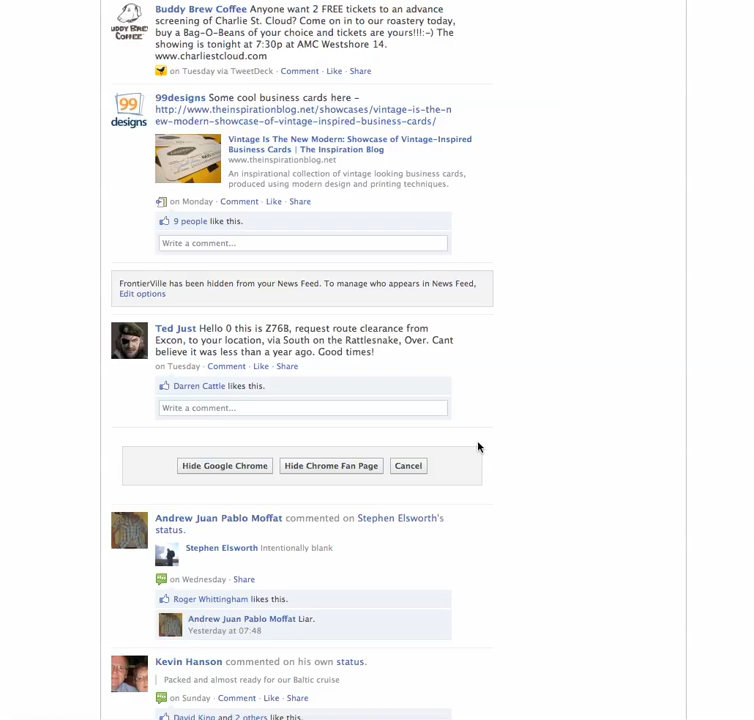 Buddy Brew Coffee Anyone want 2 FREE tickets to an advance
screening of Charlie St. Cloud? Come on in to our roastery today,
buy a Bag-O-Beans of your choice and tickets are yours!!!:-) The
showing is tonight at 7:30p at AMC Westshore 14.
www.charliestcloud.com
on Tuesday via TweetDeck · Comment · Like · Share
BUDDY BREW
COFFEE
99designs Some cool business cards here –
http://www.theinspirationblog.net/showcases/vintage-is-the-n
ew-modern-showcase-of-vintage-inspired-business-cards/
99
designs
Vintage Is The New Modern: Showcase of Vintage-Inspired
Business Cards | The Inspiration Blog
www.theinspirationblog.net
An inspirational collection of vintage looking business cards,
produced using modern design and printing techniques.
on Monday · Comment · Like · Share
9 people like this.
Write a comment...
FrontierVille has been hidden from your News Feed. To manage who appears in News Feed,
Edit options
Ted Just Hello 0 this is Z76B, request route clearance from
Excon, to your location, via South on the Rattlesnake, Over. Cant
believe it was less than a year ago. Good times!
on Tuesday · Comment · Like · Share
Darren Cattle likes this.
Write a comment...
Hide Google Chrome Hide Chrome Fan Page Cancel
Andrew Juan Pablo Moffat commented on Stephen Elsworth's
status.
Stephen Elsworth Intentionally blank
on Wednesday · Share
Roger Whittingham likes this.
Andrew Juan Pablo Moffat Liar.
Yesterday at 07:48
Kevin Hanson commented on his own status.
Packed and almost ready for our Baltic cruise
on Sunday · Comment · Like · Share
David King and 2 others like this.